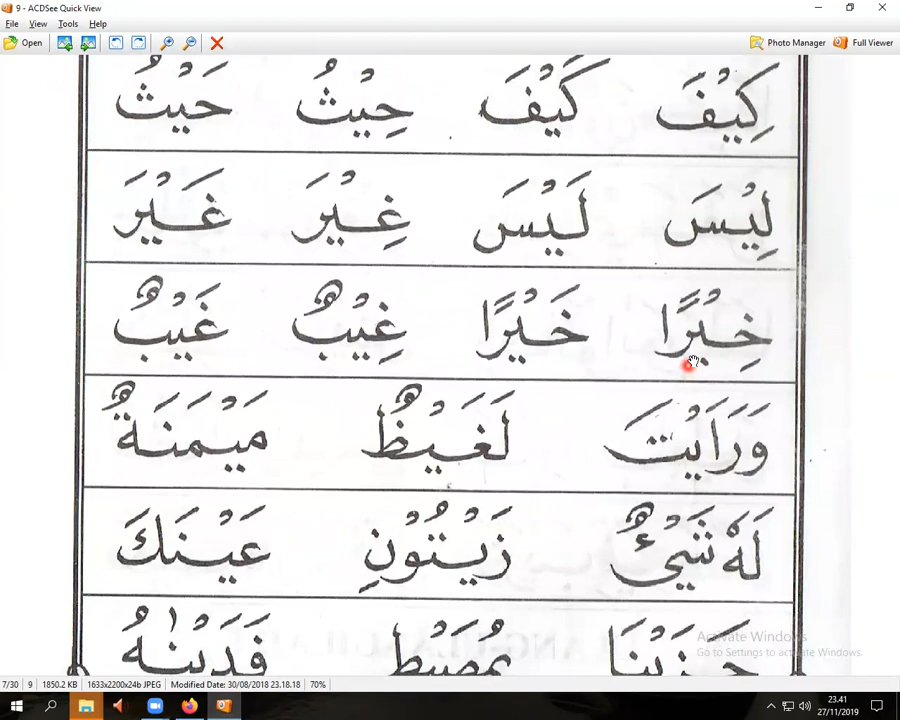 9 - ACDSee Quick View
File View Tools Help
Open Photo Manager Full Viewer
كِيْفَ كَيْفَ حِيْثُ حَيْثُ
لِيْسَ لَيْسَ غِيْرَ غَيْرَ
خِيْرًا خَيْرًا غِيْبٌ غَيْبٌ
وَرَاَيْتَ لَغَيْظٌ مَيْمَنَةٌ
لَهٗ شَيْءٌ زَيْتُوْنٍ عَيْنَكَ
جَزَيْنَا فَدَيْنٰهُ
Activate Windows
Go to Settings to activate Windows.
7/30 9 1850.2 KB 1633x2200x24b JPEG Modified Date: 30/08/2018 23.18.18 70%
23.41
27/11/2019